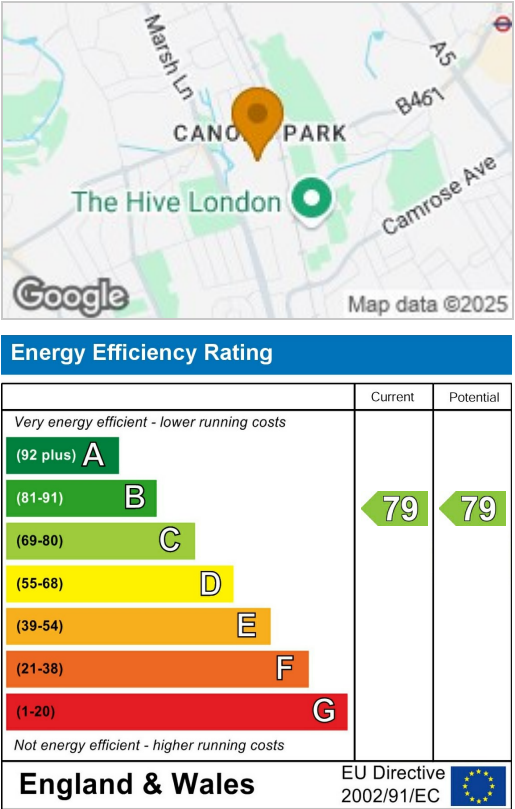 Marsh Ln
A5
B461
CANO PARK
The Hive London
Camrose Ave
Google
Map data ©2025
Energy Efficiency Rating
Current Potential
Very energy efficient - lower running costs
(92 plus) A
(81-91) B
79 79
(69-80) C
(55-68) D
(39-54) E
(21-38) F
(1-20) G
Not energy efficient - higher running costs
England & Wales
EU Directive
2002/91/EC